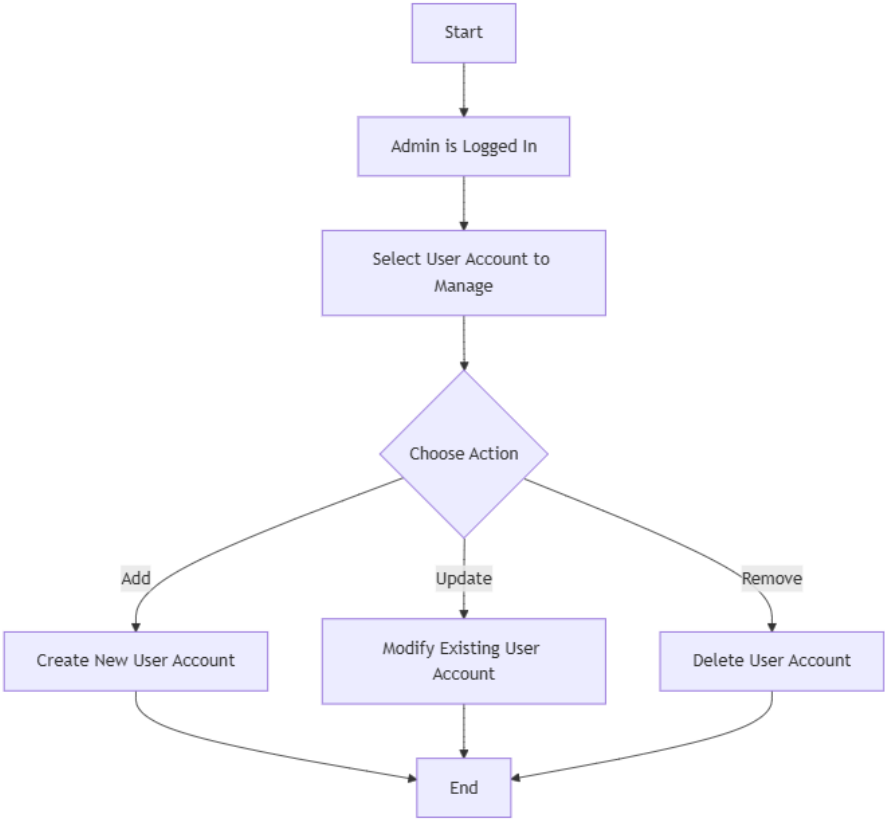 Start
Admin is Logged In
Select User Account to
Manage
Choose Action
Add
Update
Remove
Create New User Account
Modify Existing User
Account
Delete User Account
End